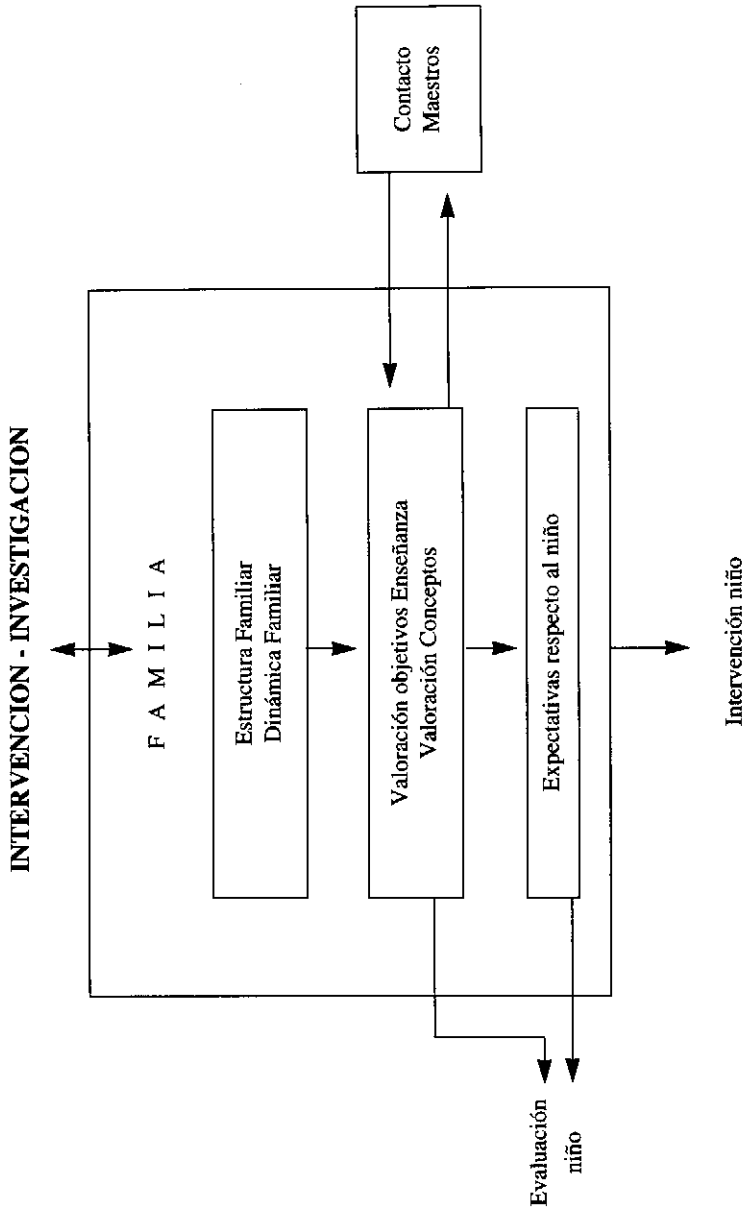 INTERVENCION - INVESTIGACION
F A M I L I A
Estructura Familiar
Dinámica Familiar
Valoración objetivos Enseñanza
Valoración Conceptos
Expectativas respecto al niño
Contacto
Maestros
Evaluación
niño
Intervención niño